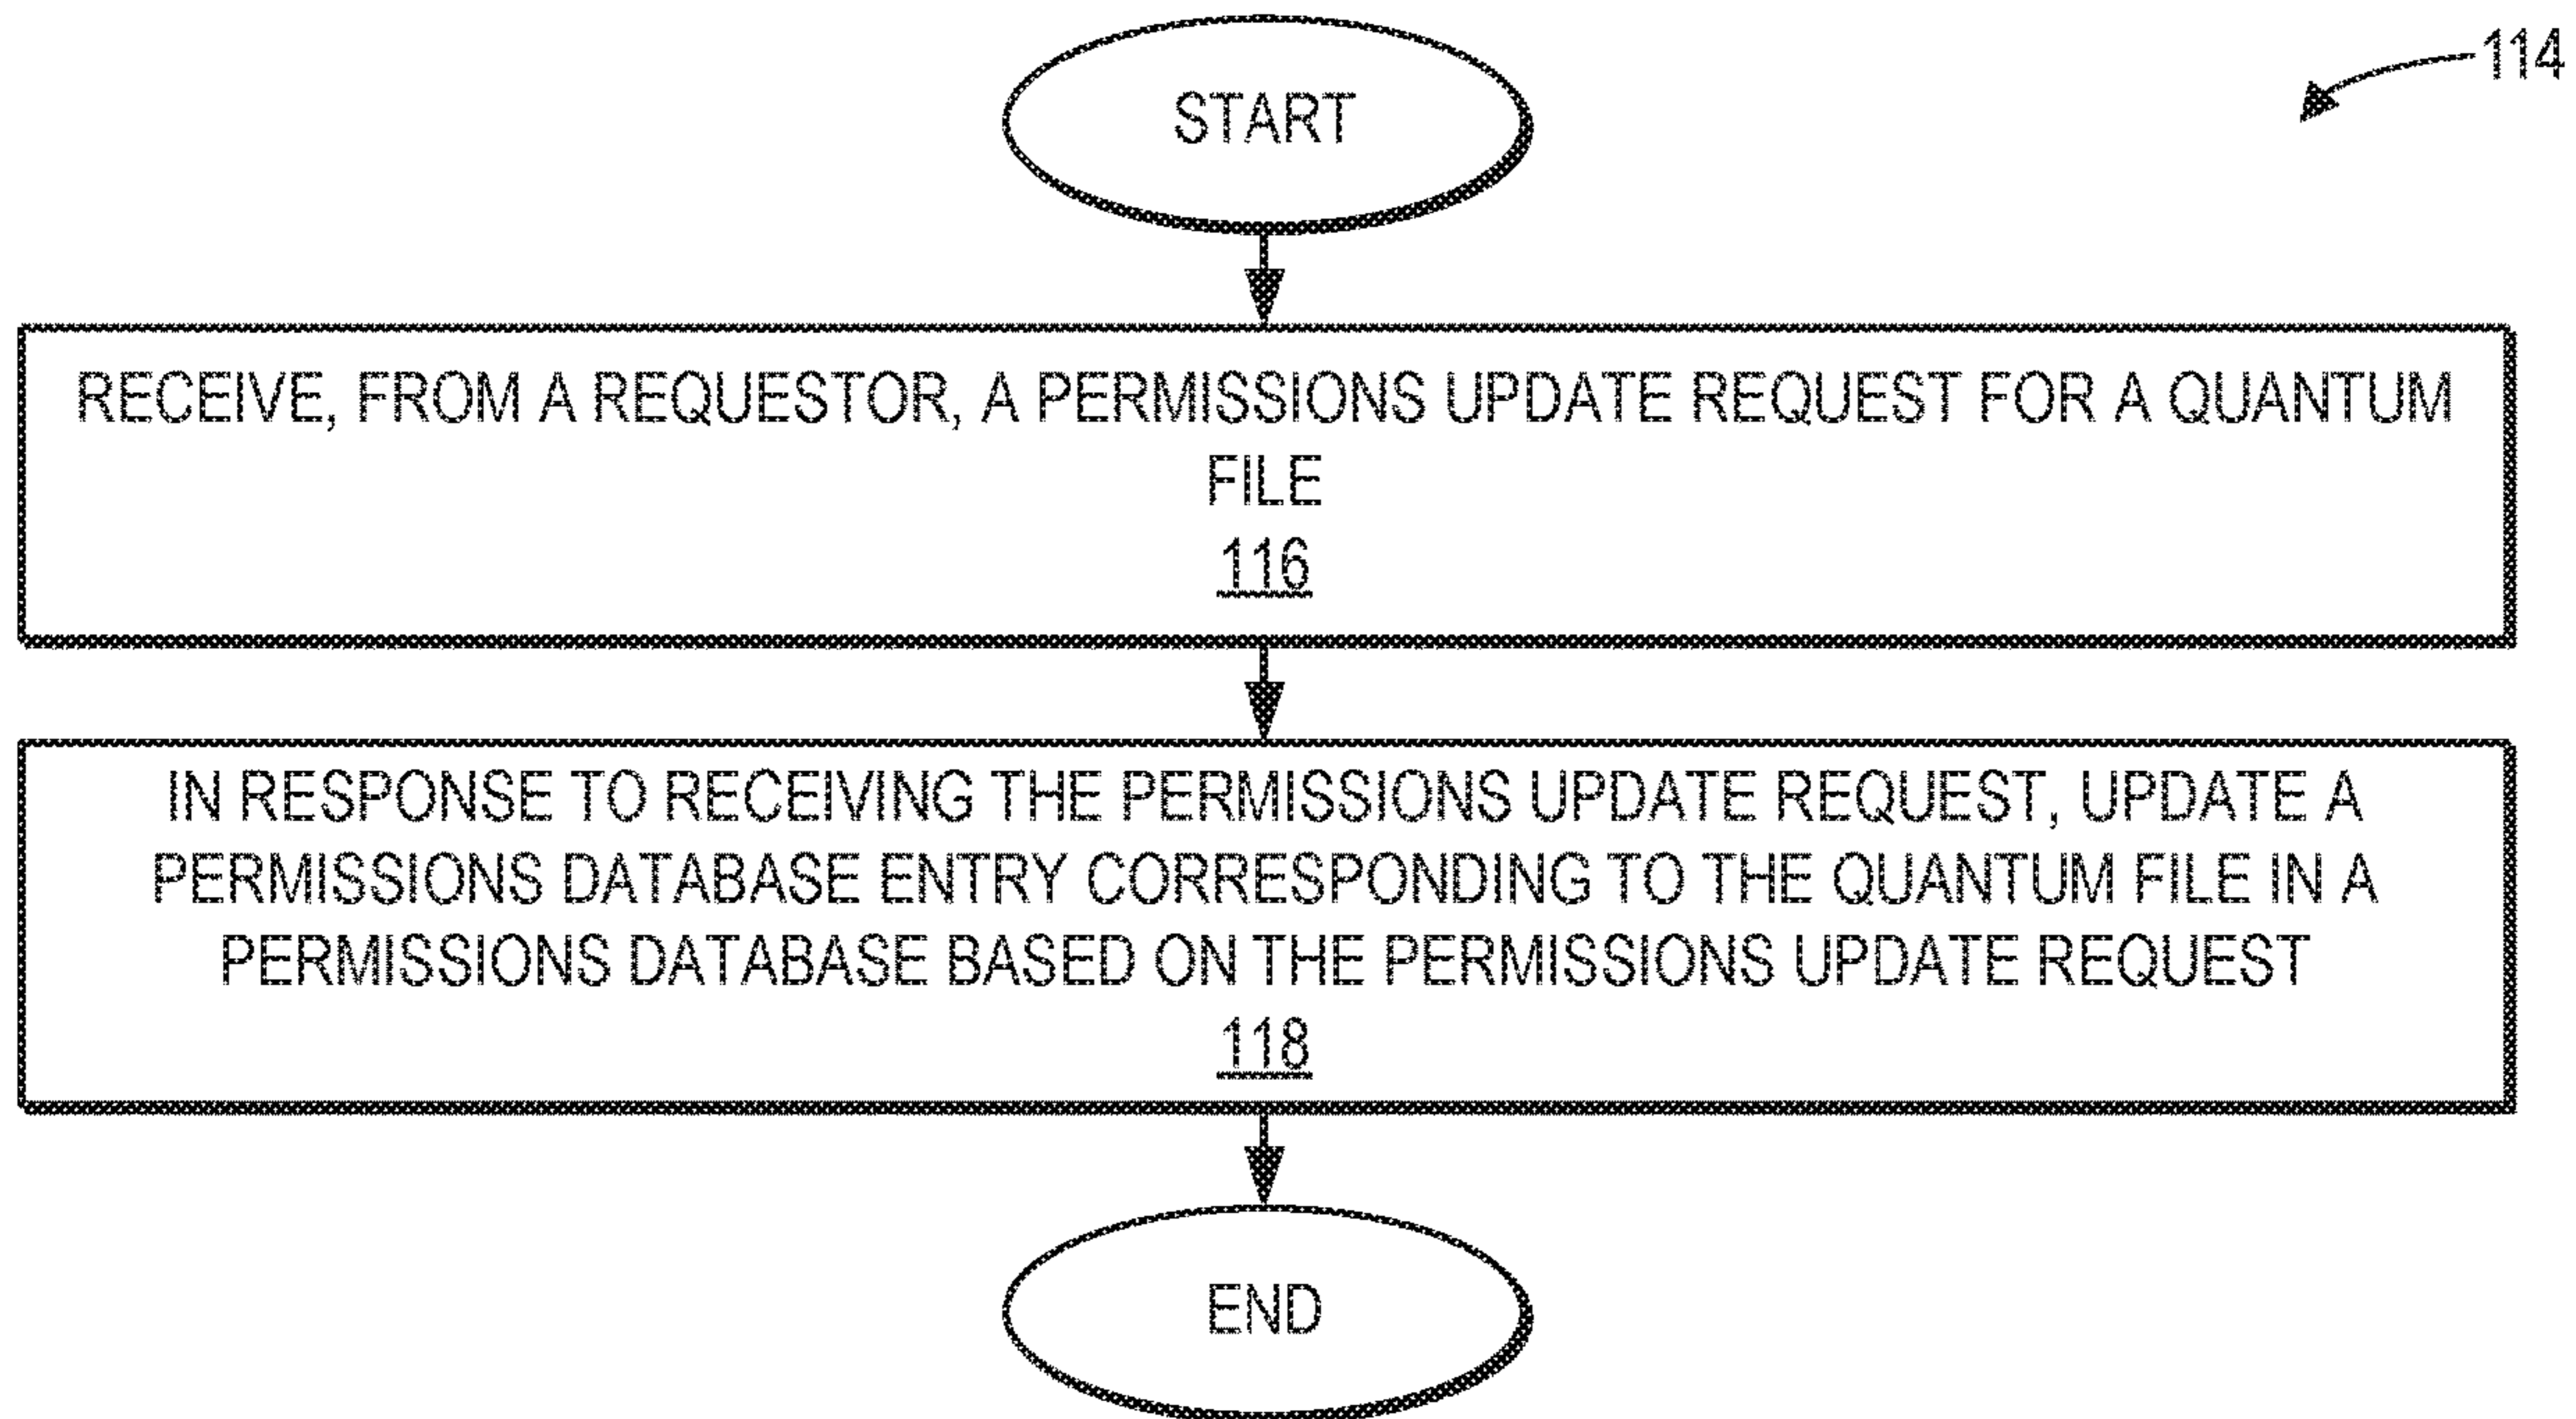 START
114
RECEIVE, FROM A REQUESTOR, A PERMISSIONS UPDATE REQUEST FOR A QUANTUM
FILE
116
IN RESPONSE TO RECEIVING THE PERMISSIONS UPDATE REQUEST, UPDATE A
PERMISSIONS DATABASE ENTRY CORRESPONDING TO THE QUANTUM FILE IN A
PERMISSIONS DATABASE BASED ON THE PERMISSIONS UPDATE REQUEST
118
END